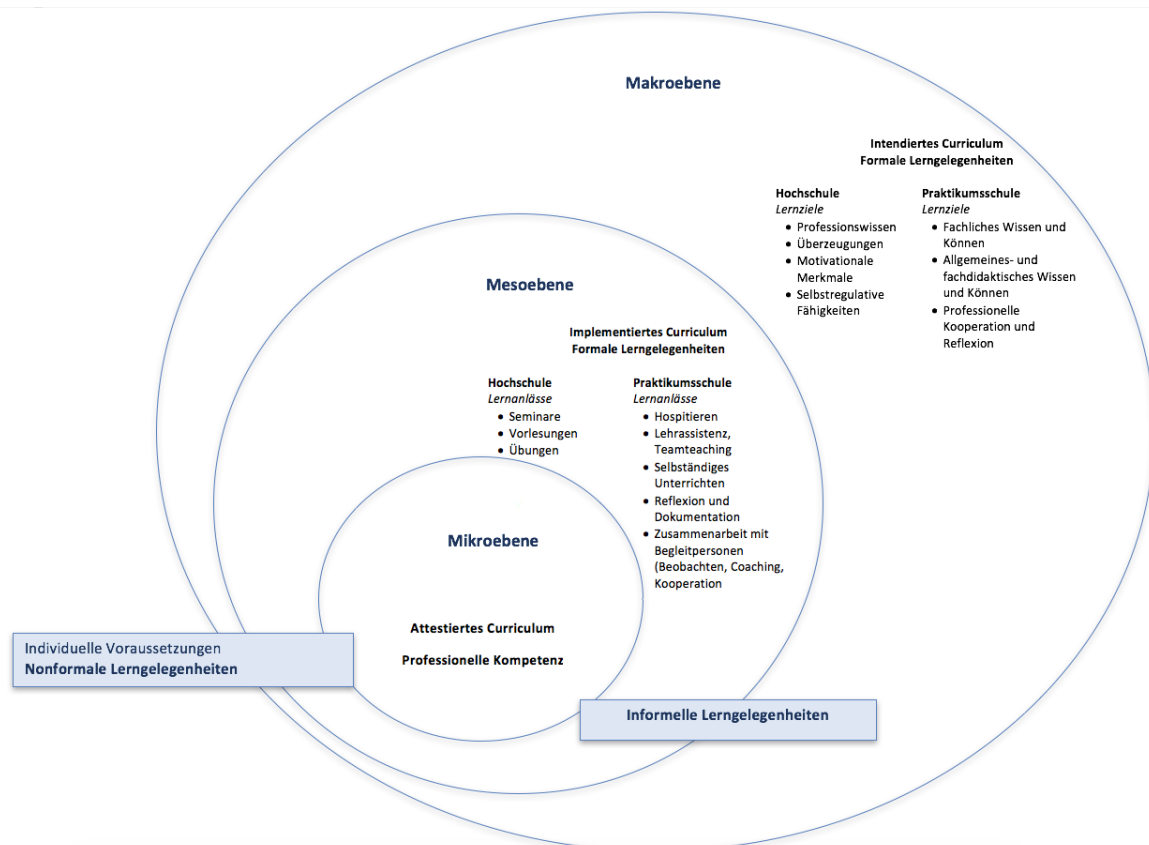 Makroebene
Intendiertes Curriculum
Formale Lerngelegenheiten
Hochschule
Lernziele
• Professionswissen
• Überzeugungen
• Motivationale
Merkmale
• Selbstregulative
Fähigkeiten
Praktikumsschule
Lernziele
• Fachliches Wissen und
Können
• Allgemeines- und
fachdidaktisches Wissen
und Können
• Professionelle
Kooperation und
Reflexion
Mesoebene
Implementiertes Curriculum
Formale Lerngelegenheiten
Hochschule
Lernanlässe
• Seminare
• Vorlesungen
• Übungen
Praktikumsschule
Lernanlässe
• Hospitieren
• Lehrassistenz,
Teamteaching
• Selbständiges
Unterrichten
• Reflexion und
Dokumentation
• Zusammenarbeit mit
Begleitpersonen
(Beobachten, Coaching,
Kooperation
Mikroebene
Attestiertes Curriculum
Professionelle Kompetenz
Individuelle Voraussetzungen
Nonformale Lerngelegenheiten
Informelle Lerngelegenheiten